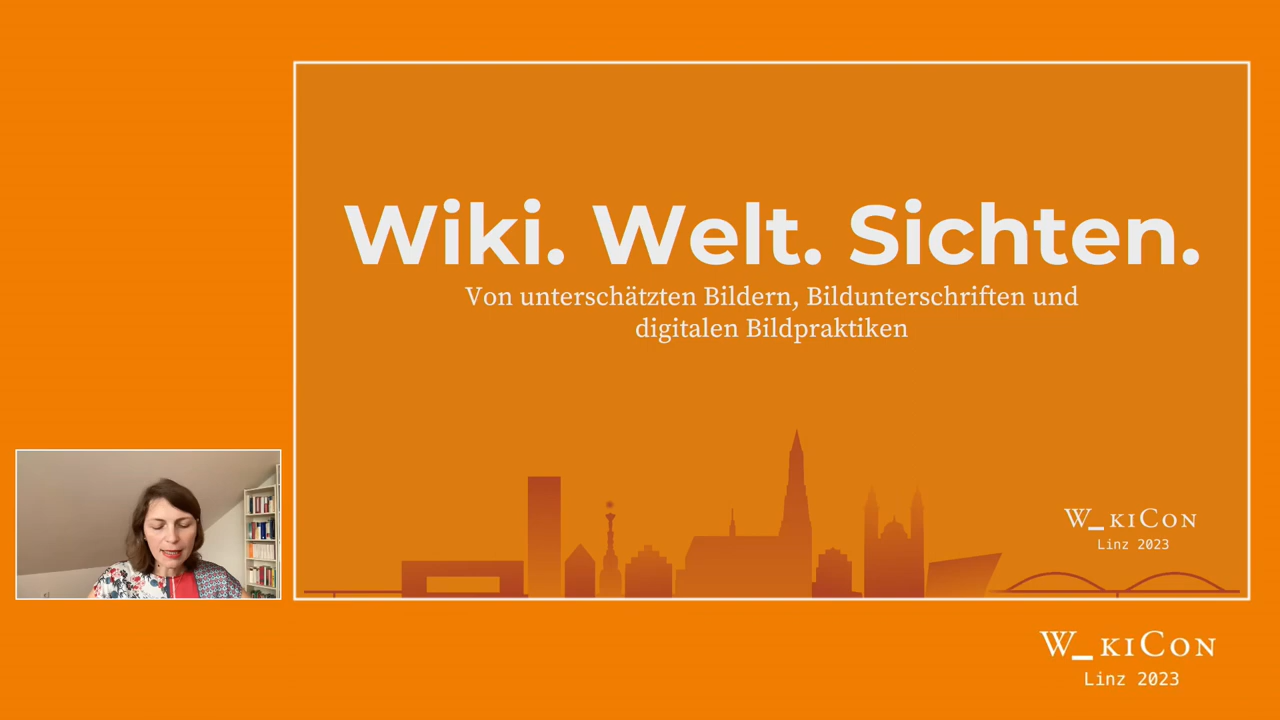 Wiki. Welt. Sichten.
Von unterschätzten Bildern, Bildunterschriften und
digitalen Bildpraktiken
W_kiCon
Linz 2023
W_kiCon
Linz 2023